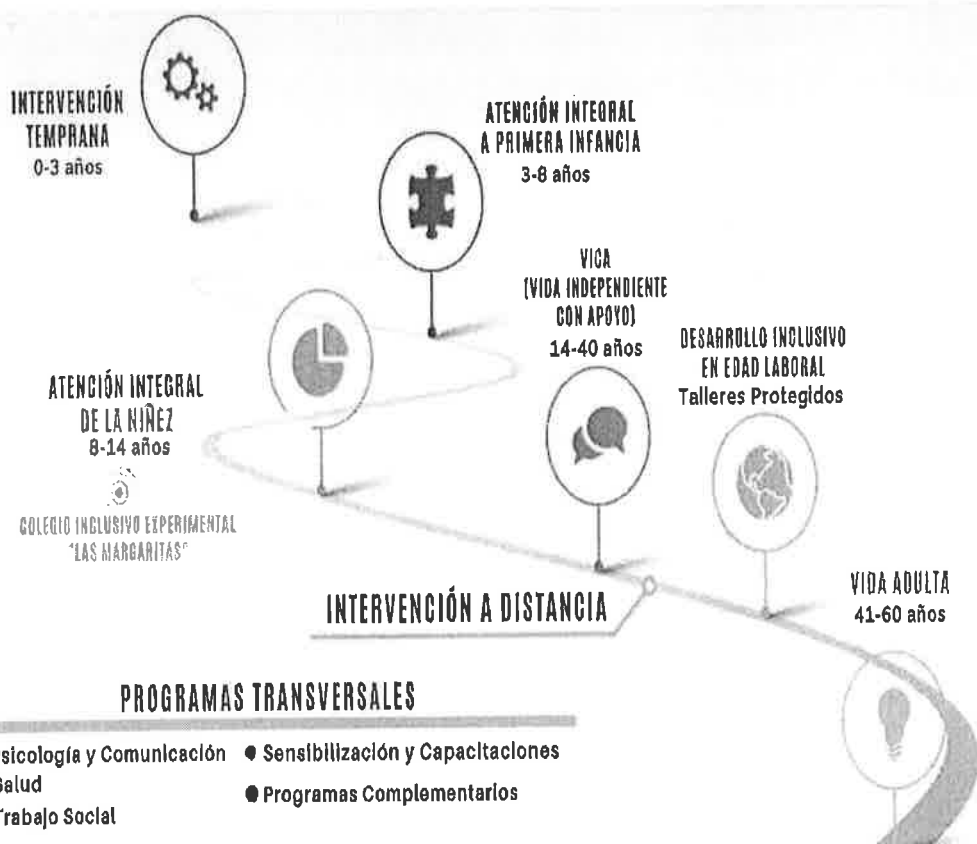 INTERVENCIÓN
TEMPRANA
0-3 años
ATENCIÓN INTEGRAL
A PRIMERA INFANCIA
3-8 años
VICA
(VIDA INDEPENDIENTE
CON APOYO)
14-40 años
DESARROLLO INCLUSIVO
EN EDAD LABORAL
Talleres Protegidos
ATENCIÓN INTEGRAL
DE LA NIÑEZ
8-14 años
COLEGIO INCLUSIVO EXPERIMENTAL
"LAS MARGARITAS"
INTERVENCIÓN A DISTANCIA
VIDA ADULTA
41-60 años
PROGRAMAS TRANSVERSALES
sicología y Comunicación
Salud
Trabajo Social
Sensibilización y Capacitaciones
Programas Complementarios